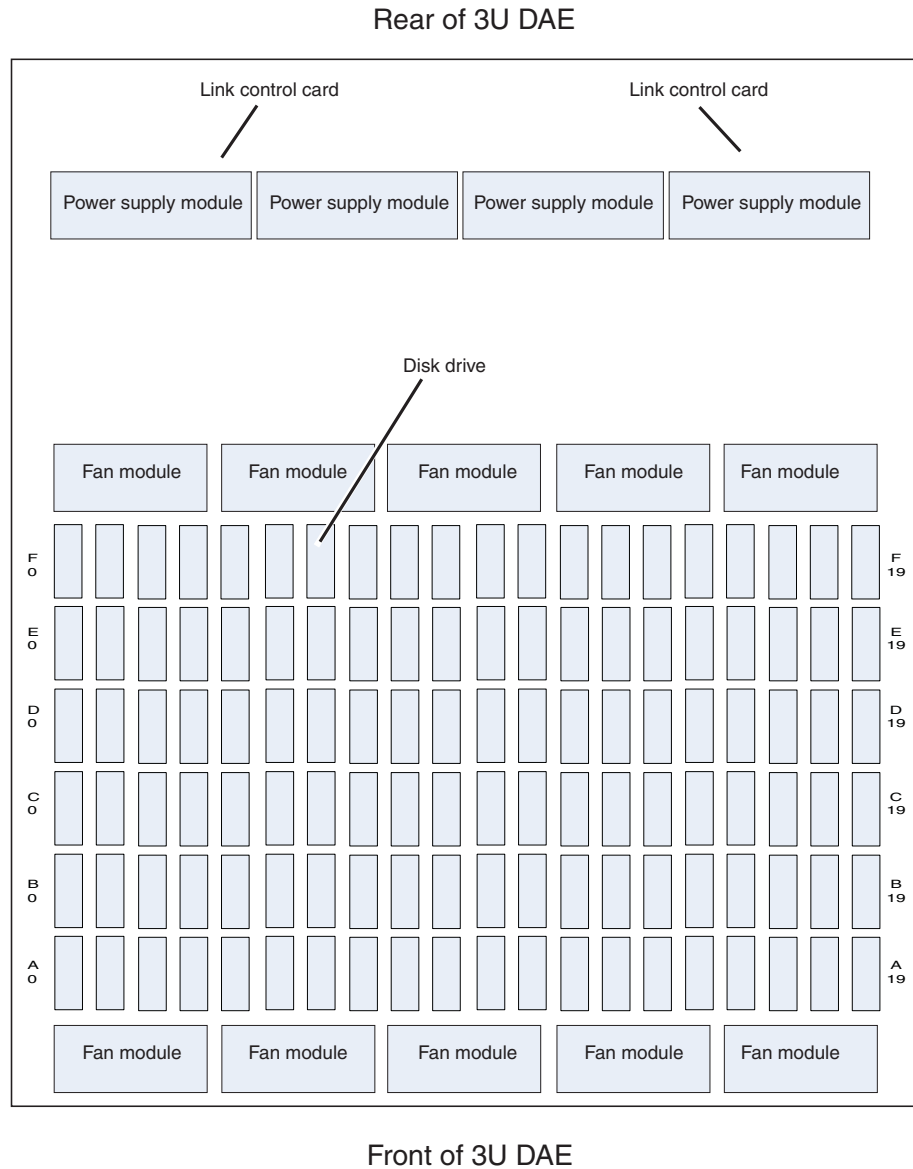 Rear of 3U DAE
Link control card Link control card
Power supply module Power supply module Power supply module Power supply module
Disk drive
Fan module Fan module Fan module Fan module Fan module
F F
0 19
E E
0 19
D D
0 19
C C
0 19
B B
0 19
A A
0 19
Fan module Fan module Fan module Fan module Fan module
Front of 3U DAE